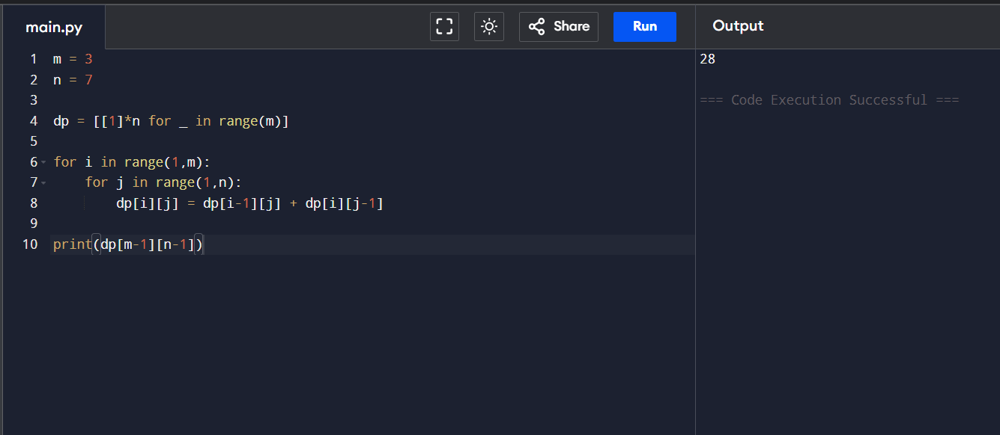 main.py
Share
Run
Output
1 m = 3
2 n = 7
3
4 dp = [[1]*n for _ in range(m)]
5
6 for i in range(1,m):
7     for j in range(1,n):
8         dp[i][j] = dp[i-1][j] + dp[i][j-1]
9
10 print(dp[m-1][n-1])
28
=== Code Execution Successful ===